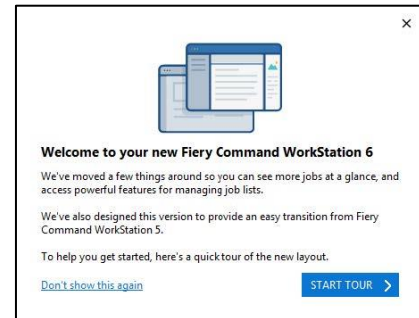 Welcome to your new Fiery Command WorkStation 6
We've moved a few things around so you can see more jobs at a glance, and
access powerful features for managing job lists.
We've also designed this version to provide an easy transition from Fiery
Command WorkStation 5.
To help you get started, here's a quick tour of the new layout.
Don't show this again
START TOUR